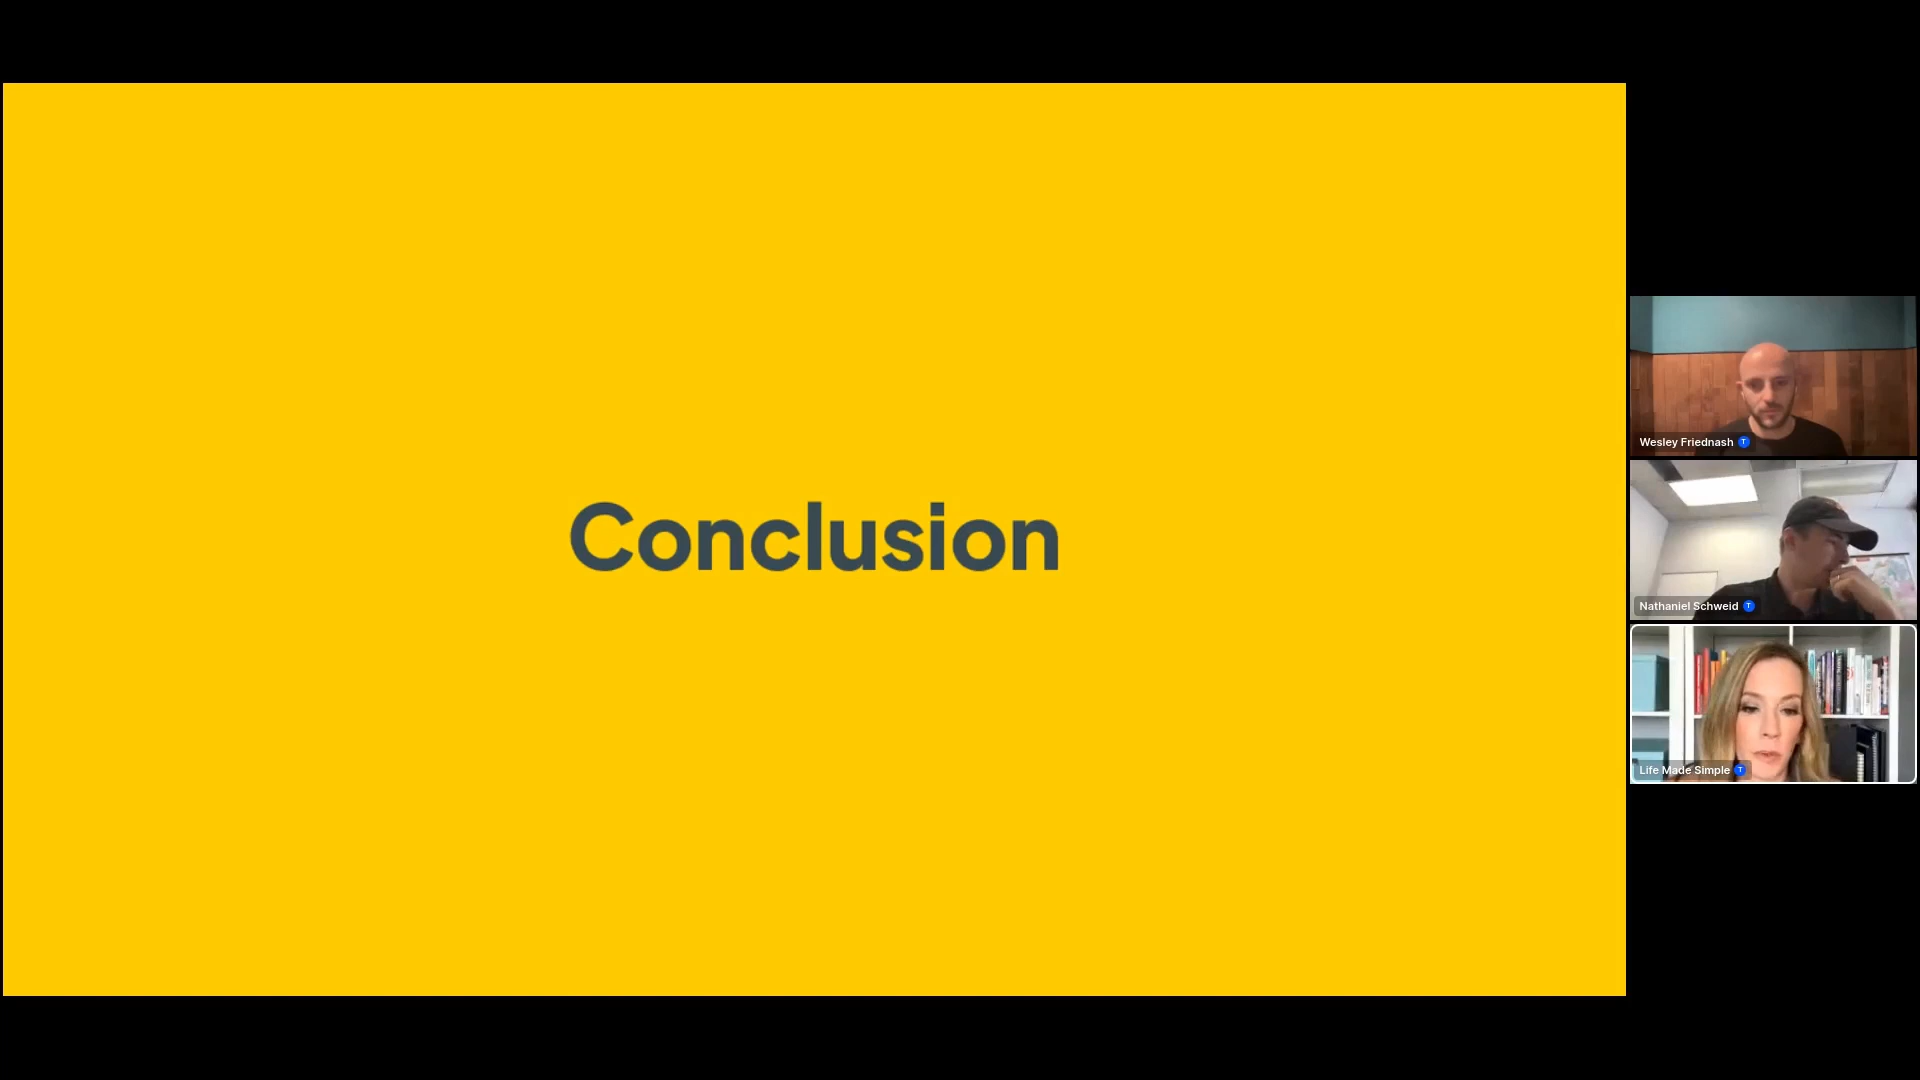 Conclusion
Wesley Friednash
Nathaniel Schweid
Life Made Simple